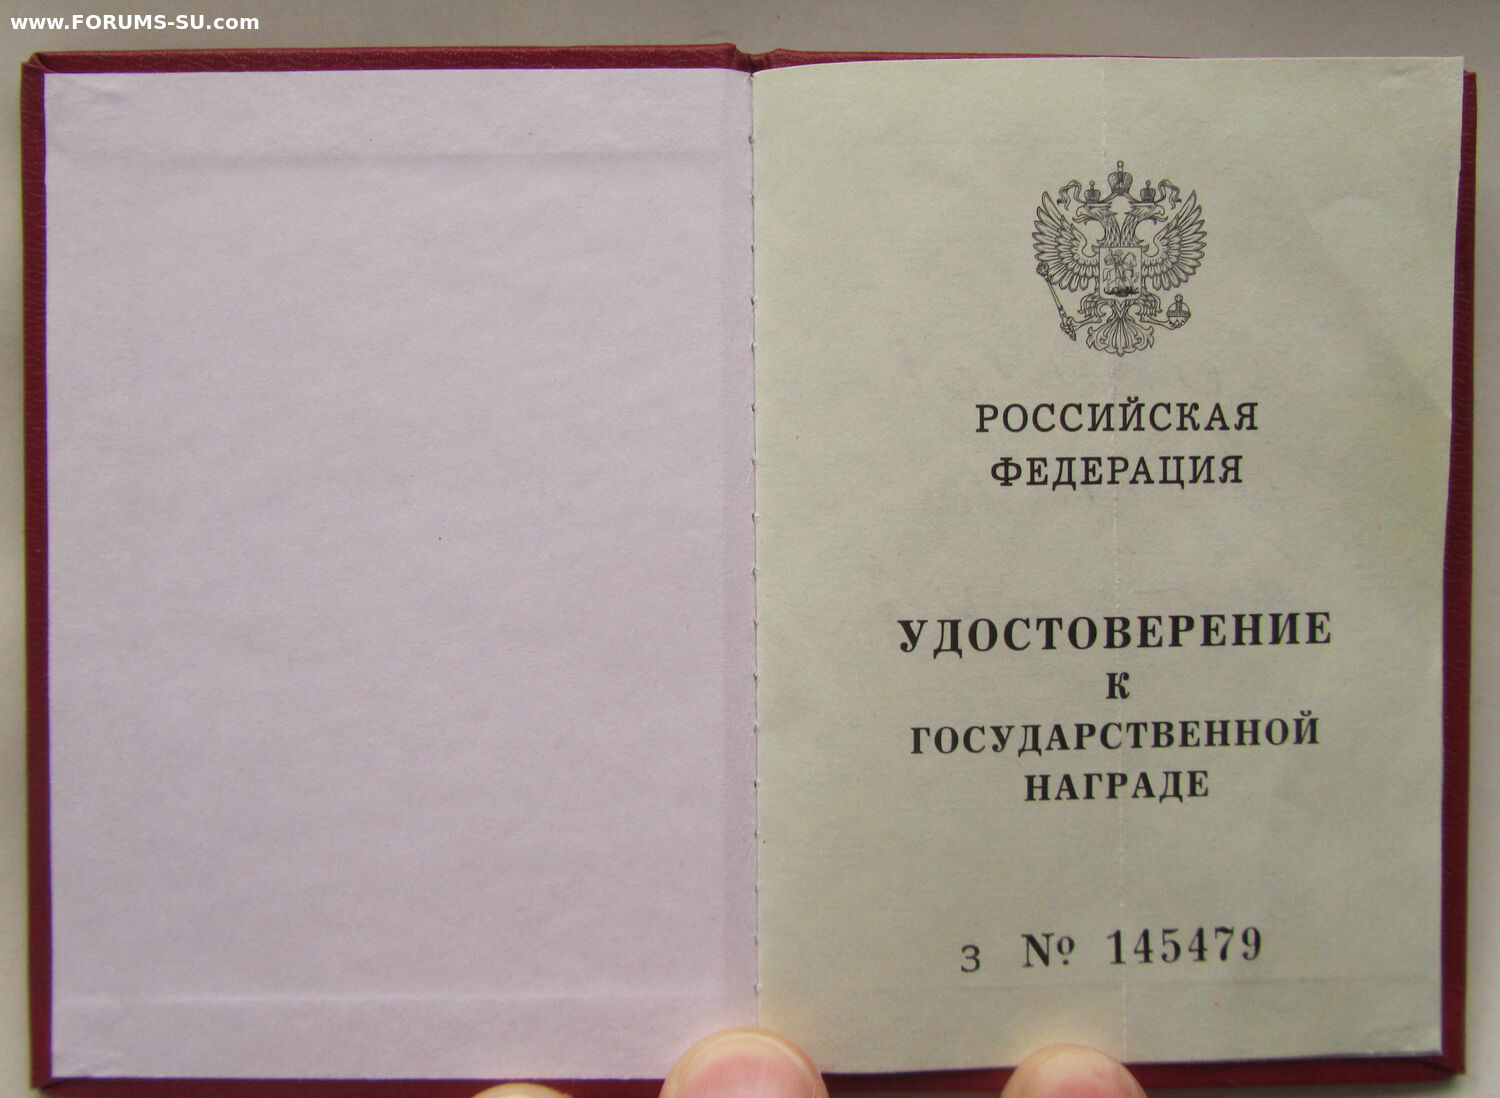 www.FORUMS-SU.com
РОССИЙСКАЯ
ФЕДЕРАЦИЯ
УДОСТОВЕРЕНИЕ
К
ГОСУДАРСТВЕННОЙ
НАГРАДЕ
З № 145479